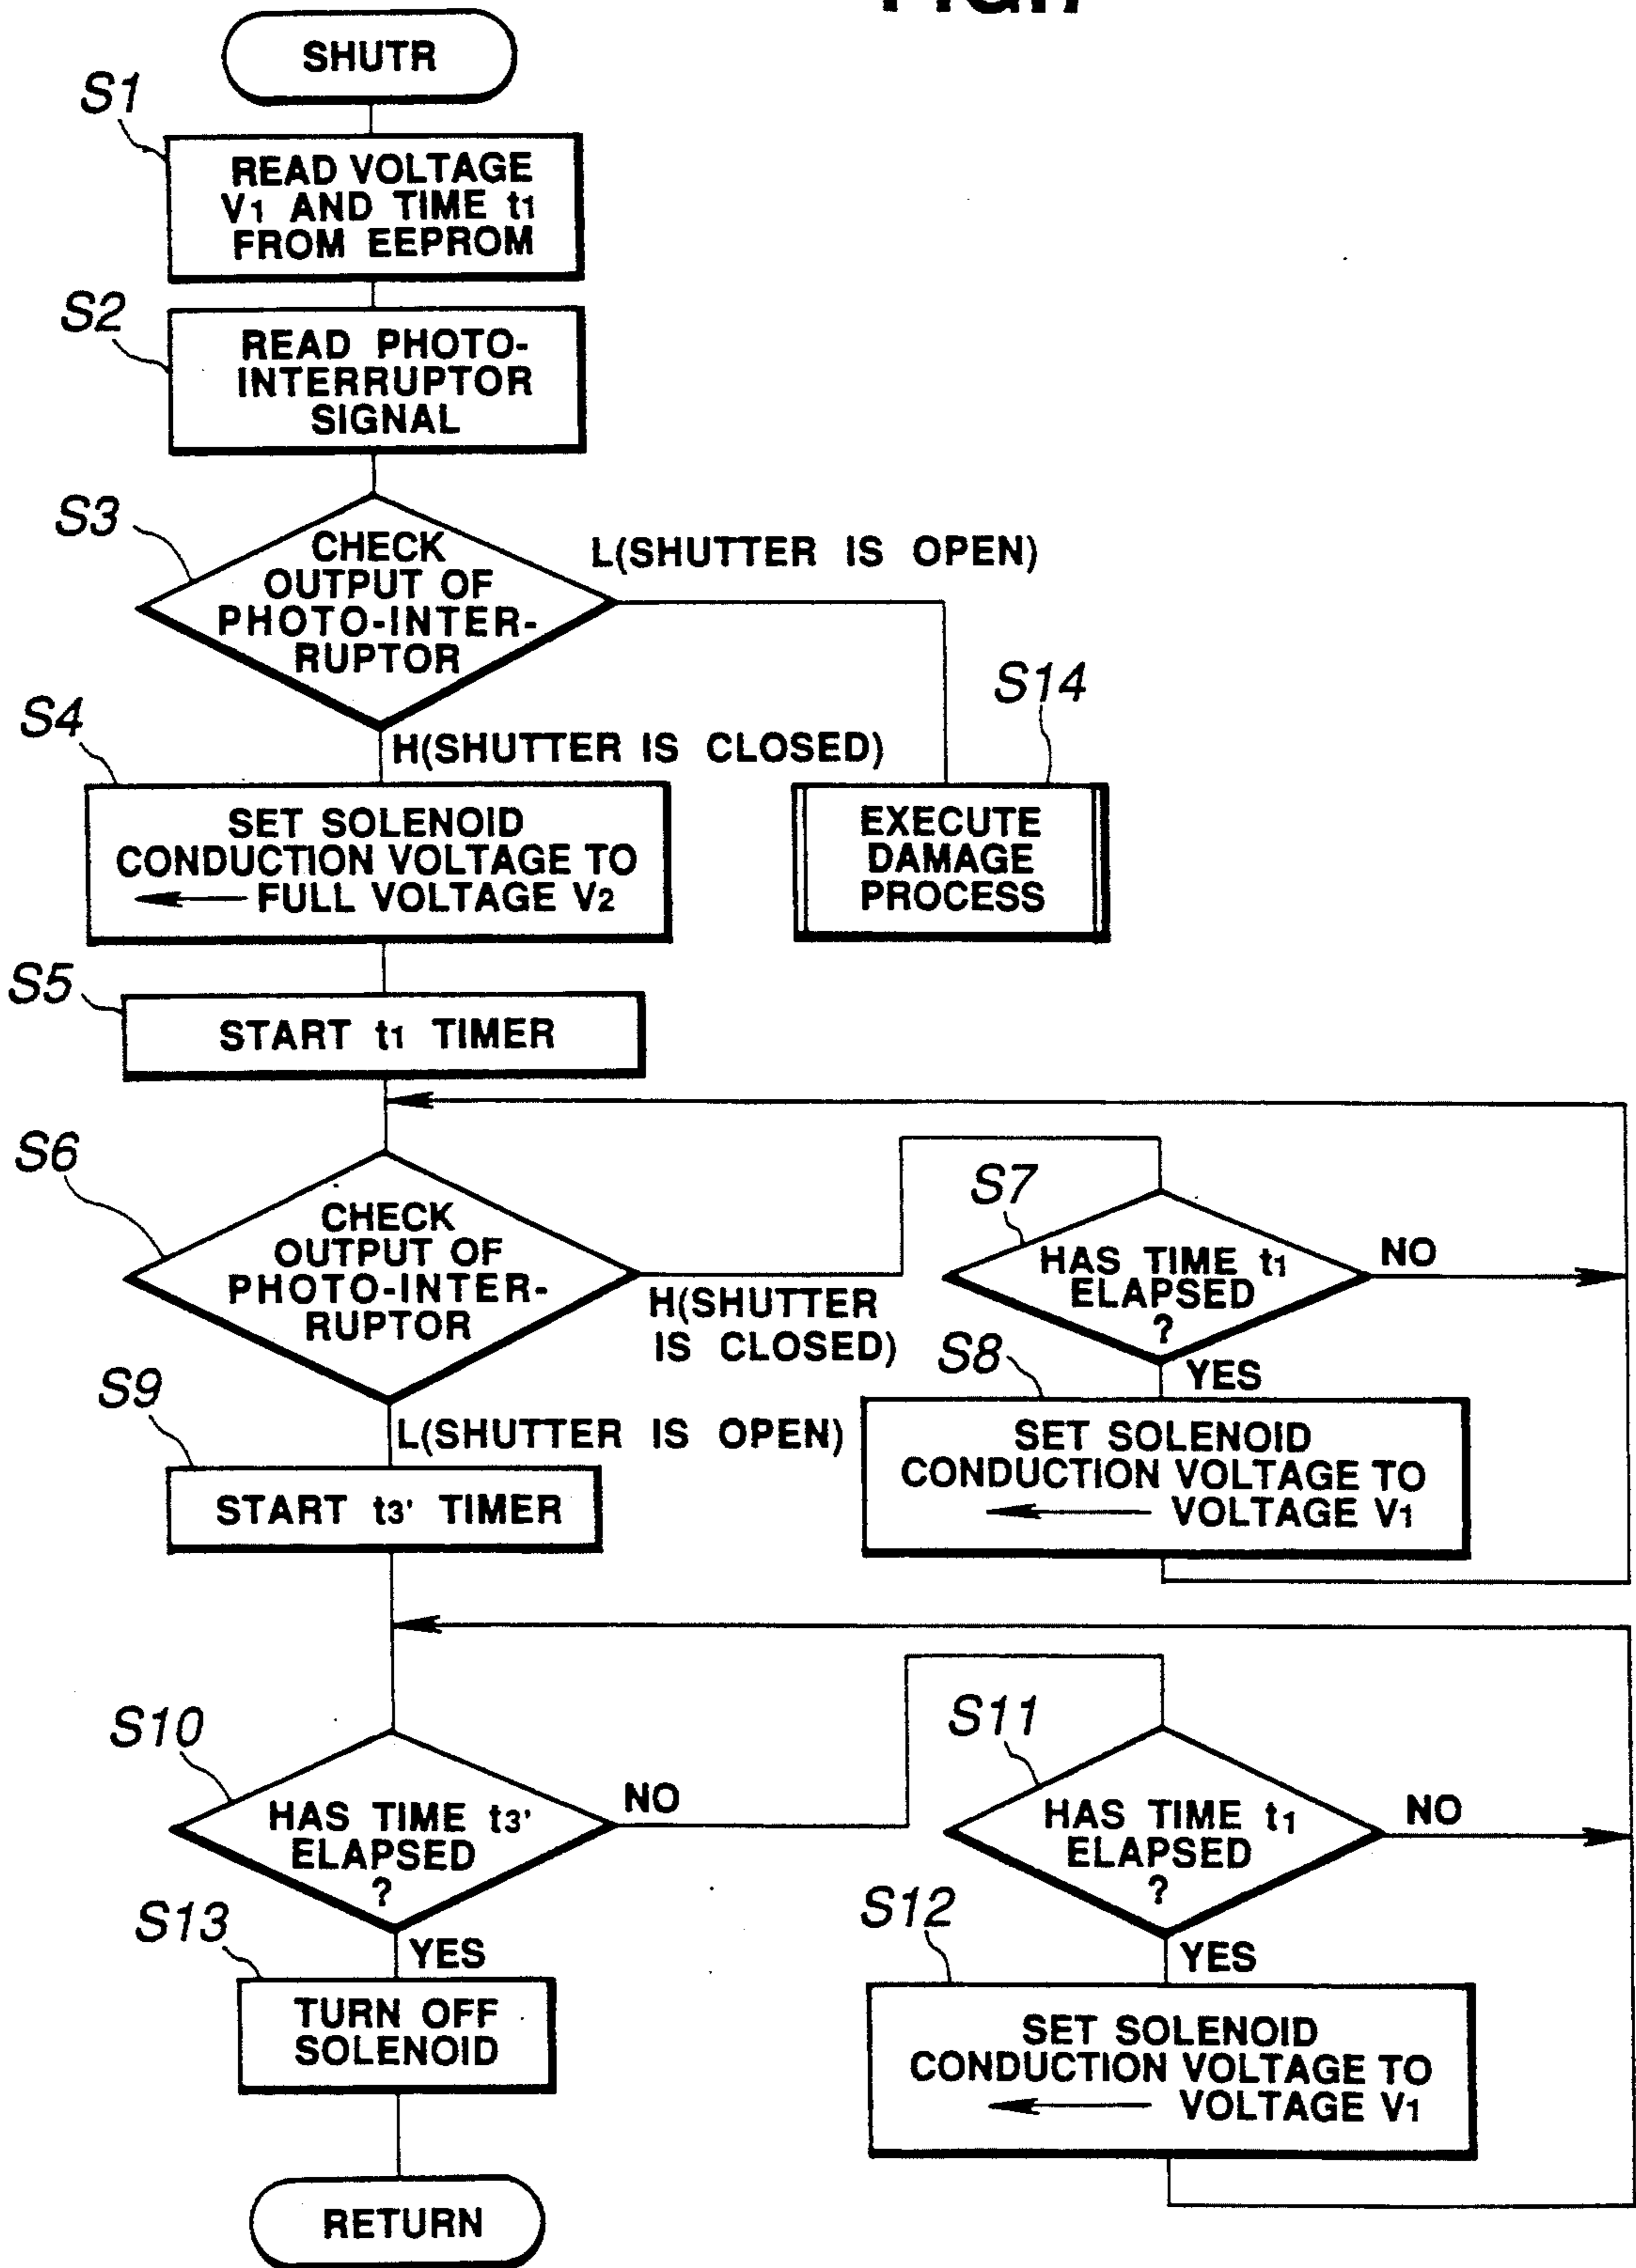 SHUTR
S1
READ VOLTAGE
V1 AND TIME t1
FROM EEPROM
S2
READ PHOTO-
INTERRUPTOR
SIGNAL
S3
CHECK
OUTPUT OF
PHOTO-INTER-
RUPTOR
L(SHUTTER IS OPEN)
S14
EXECUTE
DAMAGE
PROCESS
H(SHUTTER IS CLOSED)
S4
SET SOLENOID
CONDUCTION VOLTAGE TO
← FULL VOLTAGE V2
S5
START t1 TIMER
S6
CHECK
OUTPUT OF
PHOTO-INTER-
RUPTOR
H(SHUTTER
IS CLOSED)
S7
HAS TIME t1
ELAPSED
?
NO
YES
S8
SET SOLENOID
CONDUCTION VOLTAGE TO
← VOLTAGE V1
L(SHUTTER IS OPEN)
S9
START t3' TIMER
S10
HAS TIME t3'
ELAPSED
?
NO
S11
HAS TIME t1
ELAPSED
?
NO
YES
S12
SET SOLENOID
CONDUCTION VOLTAGE TO
← VOLTAGE V1
YES
S13
TURN OFF
SOLENOID
RETURN